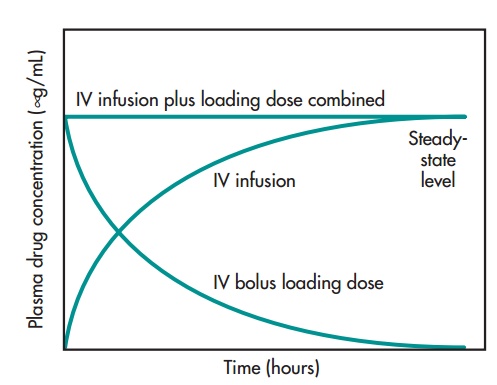 Plasma drug concentration (∝g/mL)
IV infusion plus loading dose combined
Steady-
state
level
IV infusion
IV bolus loading dose
Time (hours)